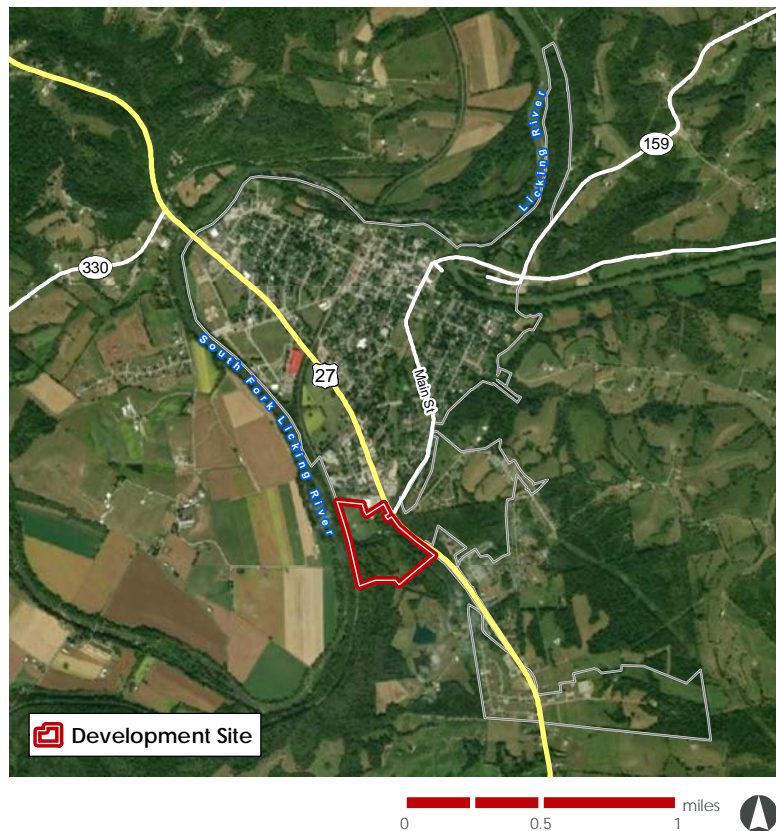 Licking River
159
330
South Fork Licking River
27
Main St
Development Site
miles
0 0.5 1